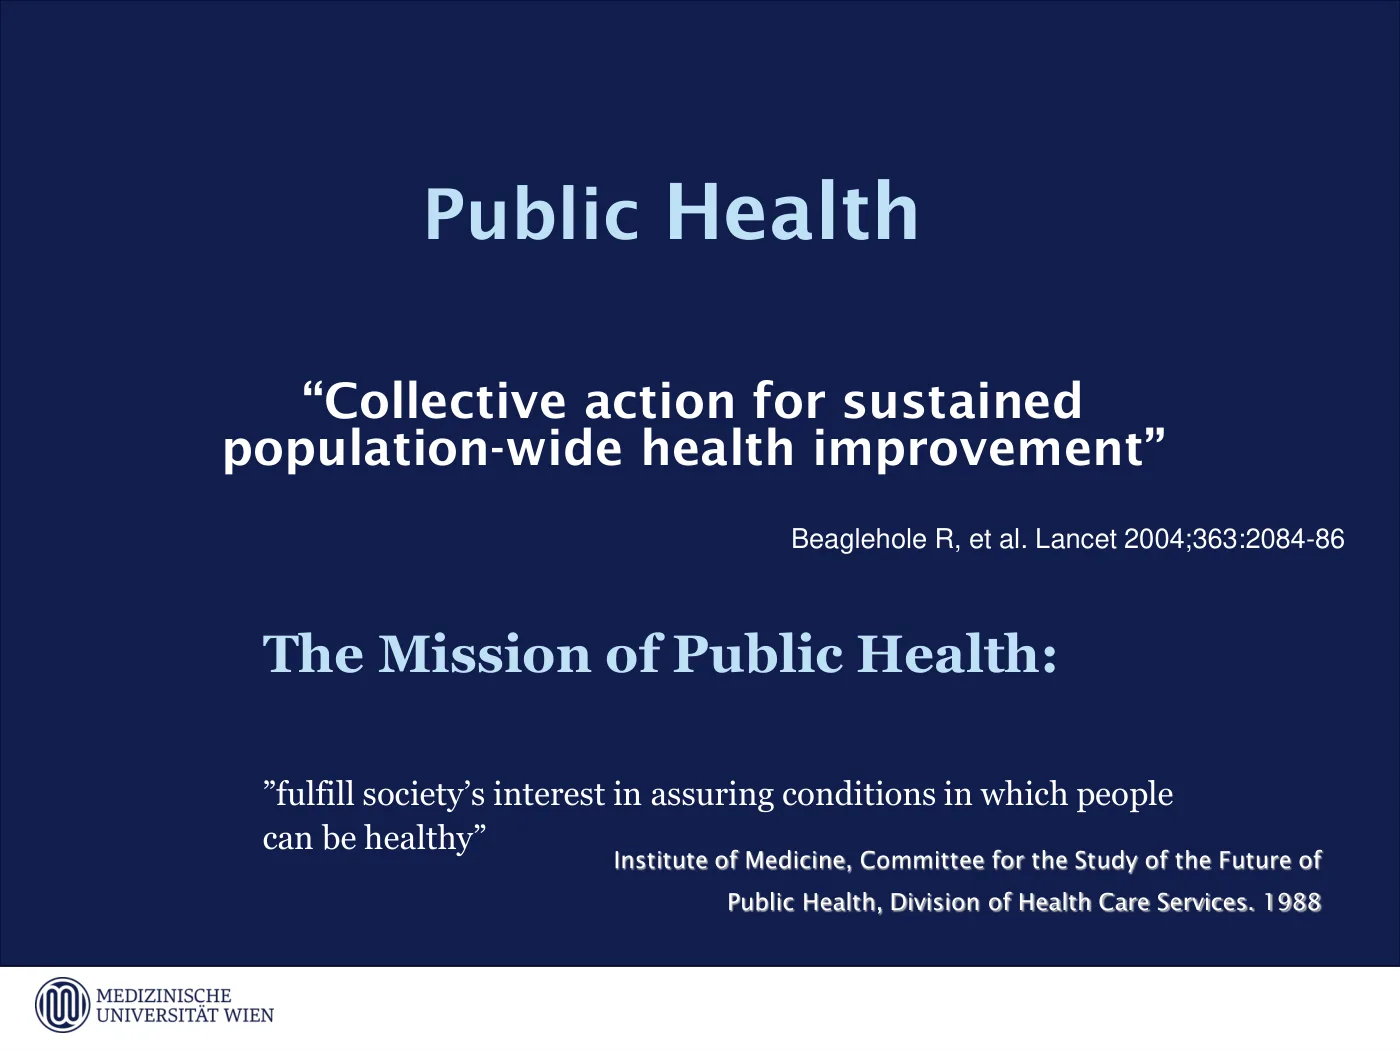 Public Health
“Collective action for sustained
population-wide health improvement”
Beaglehole R, et al. Lancet 2004;363:2084-86
The Mission of Public Health:
”fulfill society’s interest in assuring conditions in which people
can be healthy”
Institute of Medicine, Committee for the Study of the Future of
Public Health, Division of Health Care Services. 1988
MEDIZINISCHE
UNIVERSITÄT WIEN